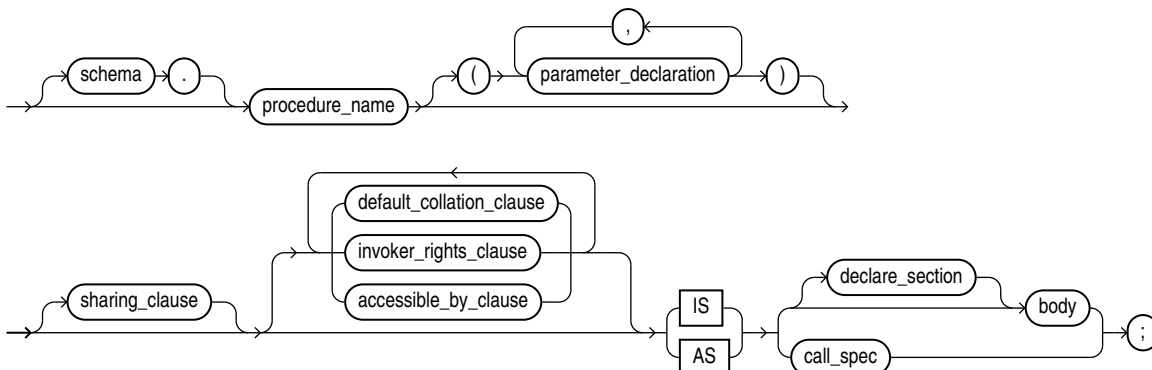 ,
schema . ( parameter_declaration )
procedure_name
default_collation_clause
invoker_rights_clause
declare_section
sharing_clause accessible_by_clause IS body
AS call_spec ;